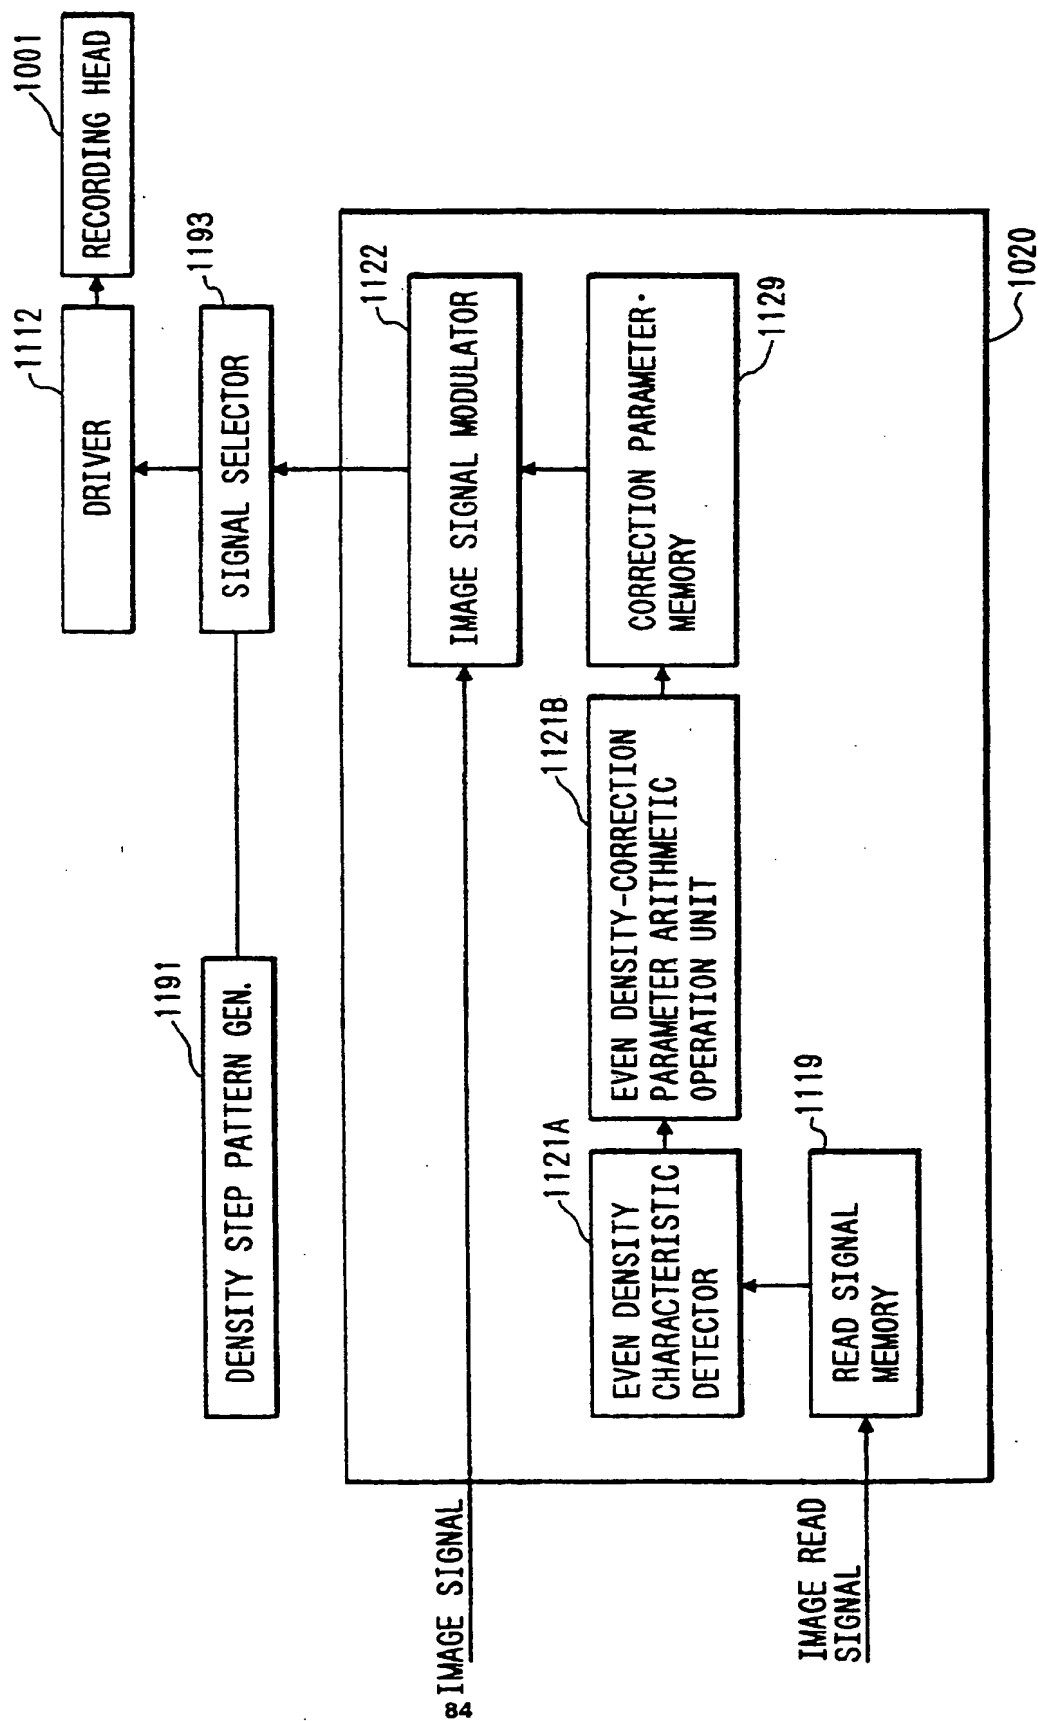 1001
RECORDING HEAD
1112
DRIVER
1193
SIGNAL SELECTOR
1191
DENSITY STEP PATTERN GEN.
1122
IMAGE SIGNAL MODULATOR
1129
CORRECTION PARAMETER·
MEMORY
1121B
EVEN DENSITY-CORRECTION
PARAMETER ARITHMETIC
OPERATION UNIT
1121A
EVEN DENSITY
CHARACTERISTIC
DETECTOR
1119
READ SIGNAL
MEMORY
1020
IMAGE SIGNAL
IMAGE READ
SIGNAL
84